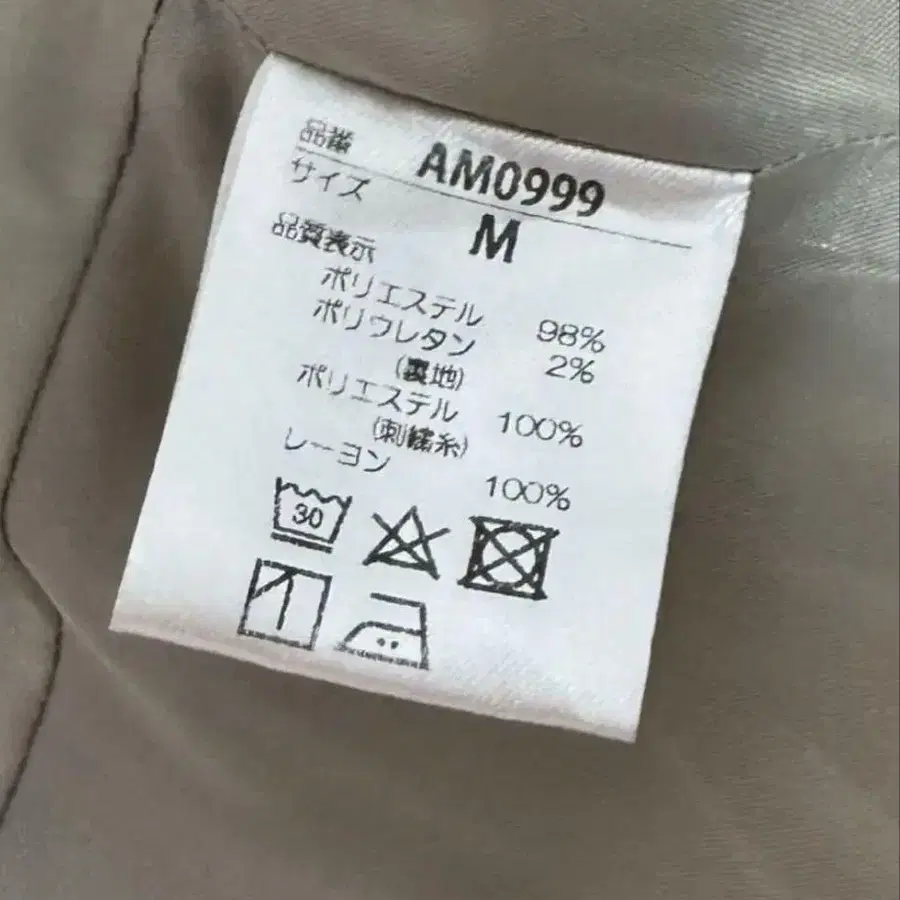 品番 AM0999
サイズ M
品質表示
ポリエステル 98%
ポリウレタン 2%
(裏地)
ポリエステル 100%
(刺繍糸)
レーヨン 100%
30